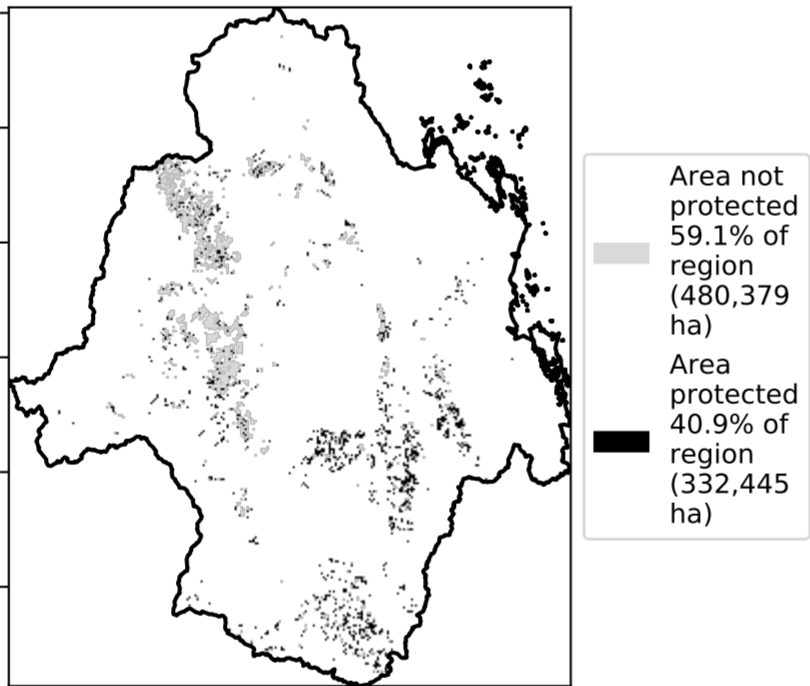 Area not
protected
59.1% of
region
(480,379
ha)
Area
protected
40.9% of
region
(332,445
ha)